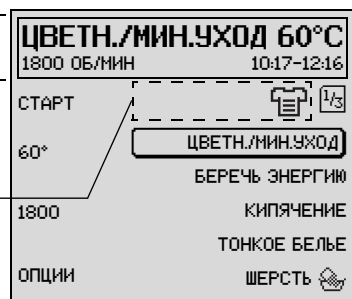 ЦВЕТН./МИН.УХОД 60°C
1800 ОБ/МИН 10:17-12:16
СТАРТ 1/3
60° ЦВЕТН./МИН.УХОД
БЕРЕЧЬ ЭНЕРГИЮ
1800 КИПЯЧЕНИЕ
ТОНКОЕ БЕЛЬЕ
ОПЦИИ ШЕРСТЬ